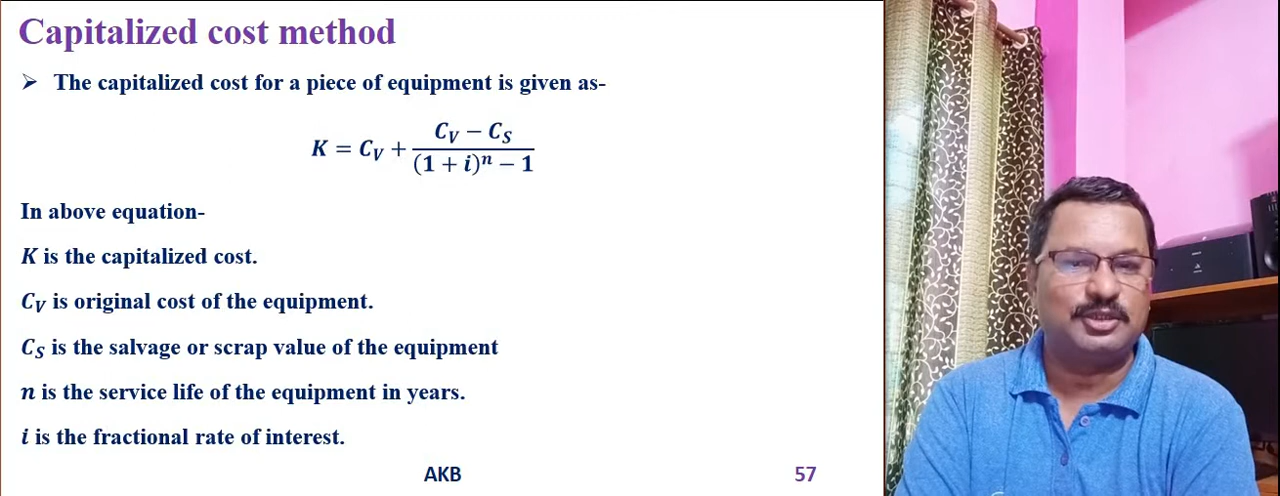 Capitalized cost method
➢ The capitalized cost for a piece of equipment is given as-
K = C_V + (C_V − C_S) / ((1 + i)^n − 1)
In above equation-
K is the capitalized cost.
C_V is original cost of the equipment.
C_S is the salvage or scrap value of the equipment
n is the service life of the equipment in years.
i is the fractional rate of interest.
AKB 57